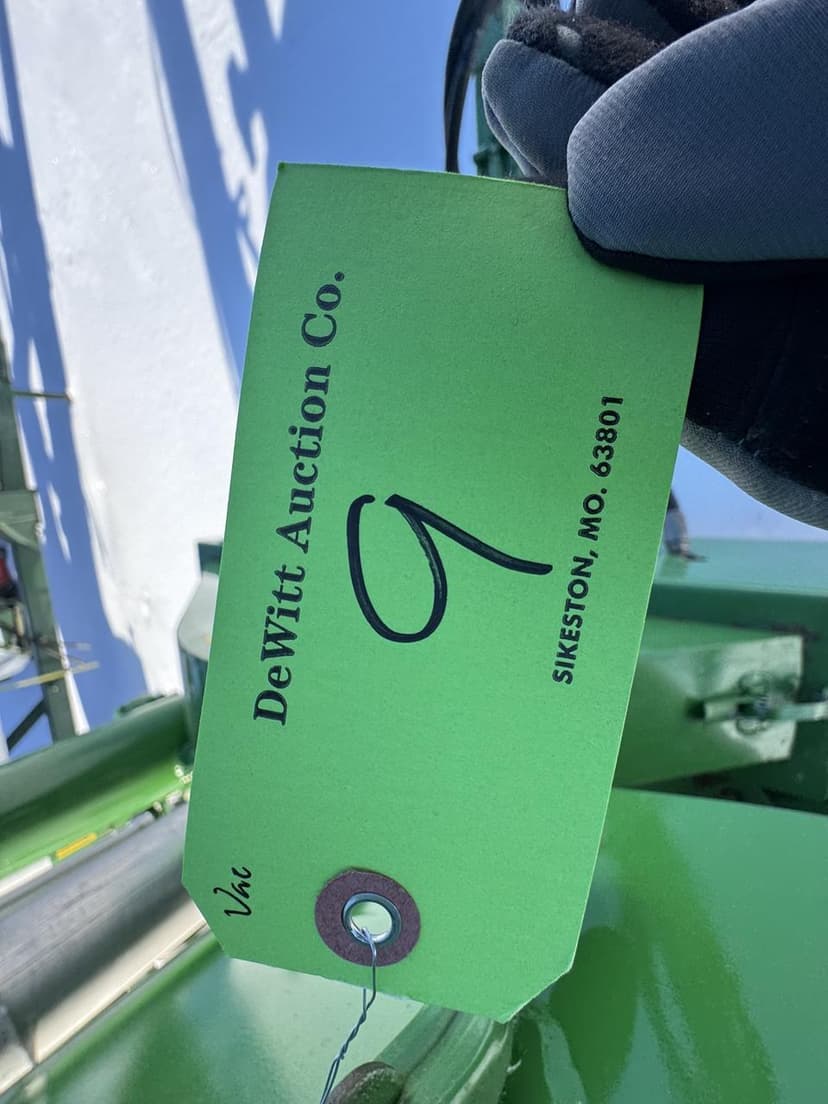 Vac
DeWitt Auction Co.
9
SIKESTON, MO. 63801